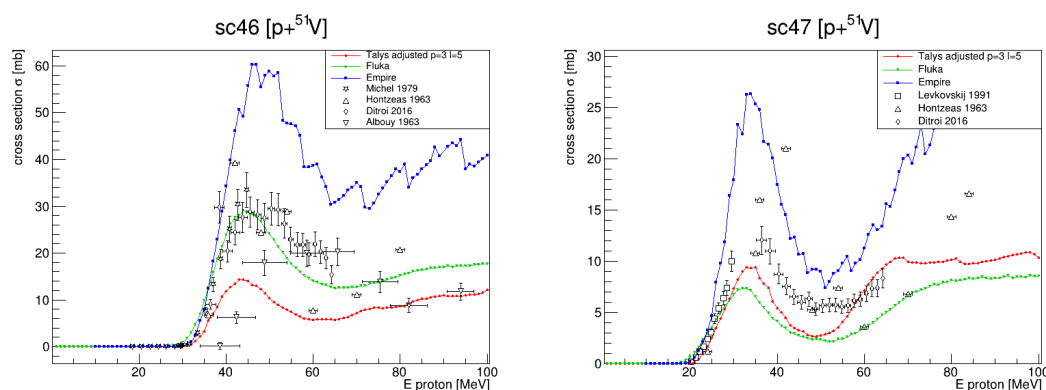 sc46 [p+⁵¹V]
cross section σ [mb]
60
50
40
30
20
10
0
Talys adjusted p=3 l=5
Fluka
Empire
Michel 1979
Hontzeas 1963
Ditroi 2016
Albouy 1963
20 40 60 80 100
E proton [MeV]
sc47 [p+⁵¹V]
cross section σ [mb]
30
25
20
15
10
5
0
Talys adjusted p=3 l=5
Fluka
Empire
Levkovskij 1991
Hontzeas 1963
Ditroi 2016
20 40 60 80 100
E proton [MeV]